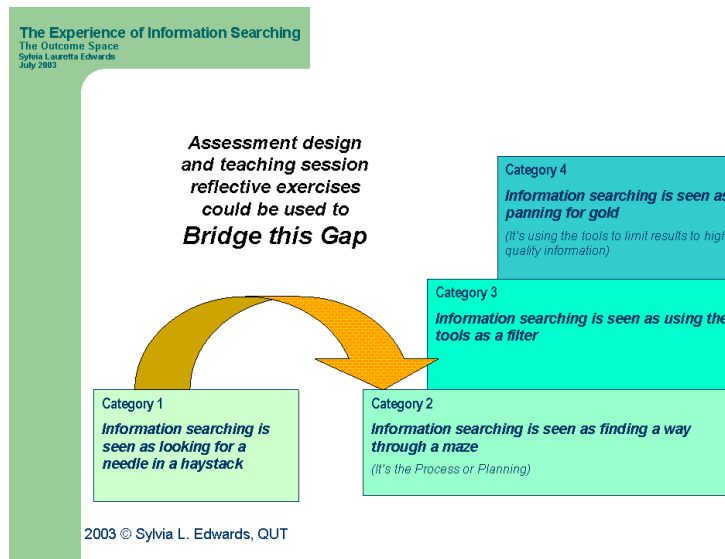 The Experience of Information Searching
The Outcome Space
Sylvia Lauretta Edwards
July 2003
Assessment design
and teaching session
reflective exercises
could be used to
Bridge this Gap
Category 4
Information searching is seen as
panning for gold
(It's using the tools to limit results to high
quality information)
Category 3
Information searching is seen as using the
tools as a filter
Category 1
Information searching is
seen as looking for a
needle in a haystack
Category 2
Information searching is seen as finding a way
through a maze
(It's the Process or Planning)
2003 © Sylvia L. Edwards, QUT